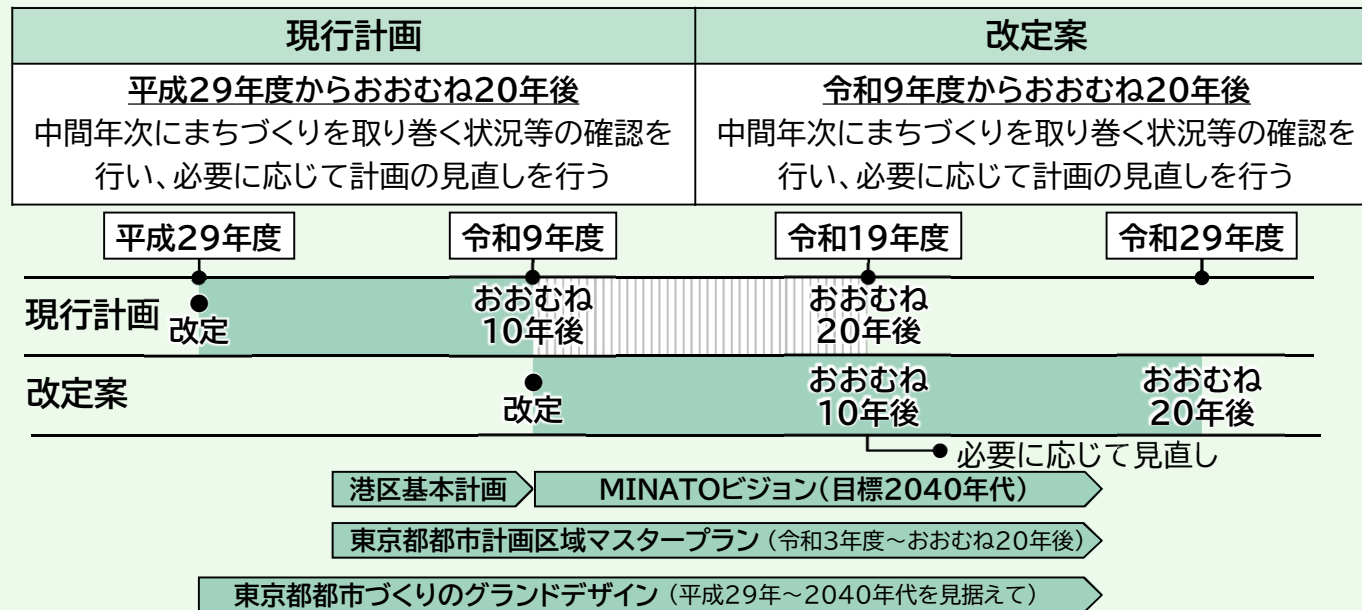 現行計画
改定案
平成29年度からおおむね20年後
中間年次にまちづくりを取り巻く状況等の確認を
行い、必要に応じて計画の見直しを行う
令和9年度からおおむね20年後
中間年次にまちづくりを取り巻く状況等の確認を
行い、必要に応じて計画の見直しを行う
平成29年度
令和9年度
令和19年度
令和29年度
現行計画
改定
おおむね
10年後
おおむね
20年後
改定案
改定
おおむね
10年後
おおむね
20年後
必要に応じて見直し
港区基本計画
MINATOビジョン(目標2040年代)
東京都都市計画区域マスタープラン(令和3年度~おおむね20年後)
東京都都市づくりのグランドデザイン(平成29年~2040年代を見据えて)